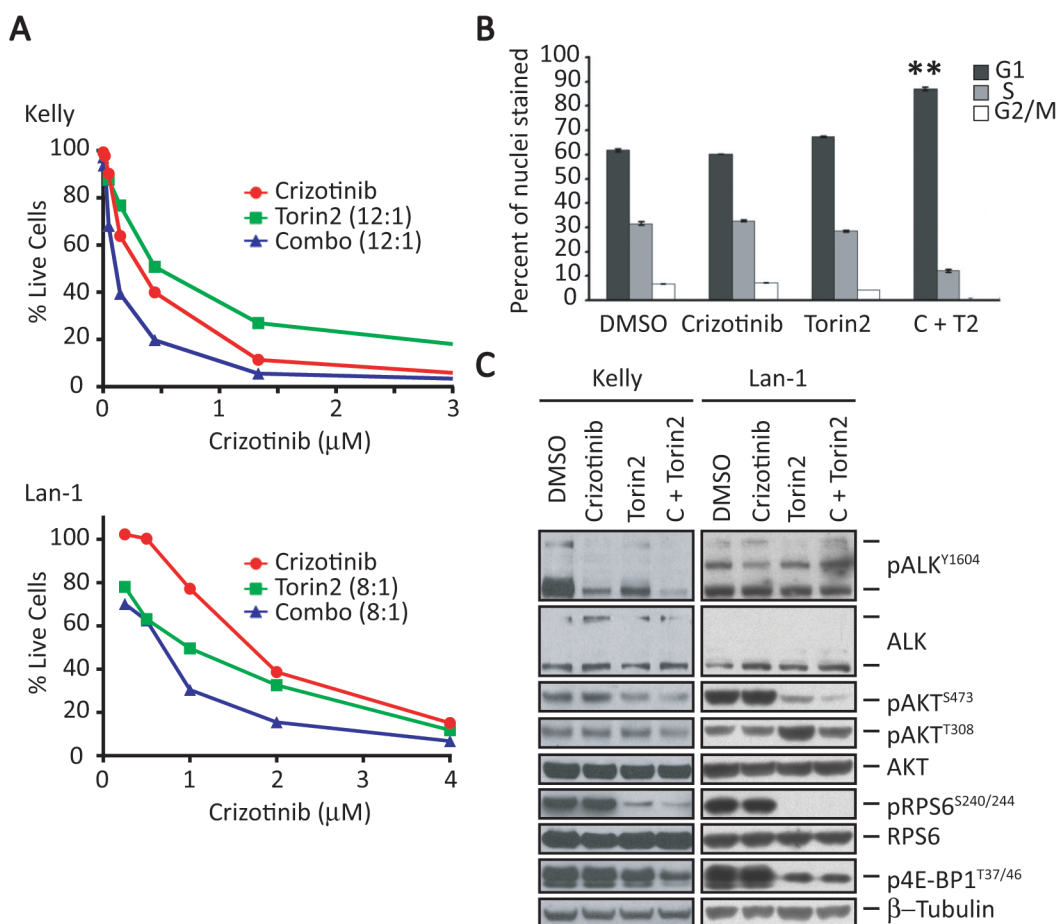 A
Kelly
100
80
60
40
20
0
% Live Cells
Crizotinib
Torin2 (12:1)
Combo (12:1)
0 1 2 3
Crizotinib (μM)
Lan-1
100
80
60
40
20
0
% Live Cells
Crizotinib
Torin2 (8:1)
Combo (8:1)
0 1 2 4
Crizotinib (μM)
B
100
90
80
70
60
50
40
30
20
10
0
Percent of nuclei stained
**
G1
S
G2/M
DMSO Crizotinib Torin2 C + T2
C
Kelly Lan-1
DMSO Crizotinib Torin2 C + Torin2 DMSO Crizotinib Torin2 C + Torin2
pALK^Y1604
ALK
pAKT^S473
pAKT^T308
AKT
pRPS6^S240/244
RPS6
p4E-BP1^T37/46
β–Tubulin